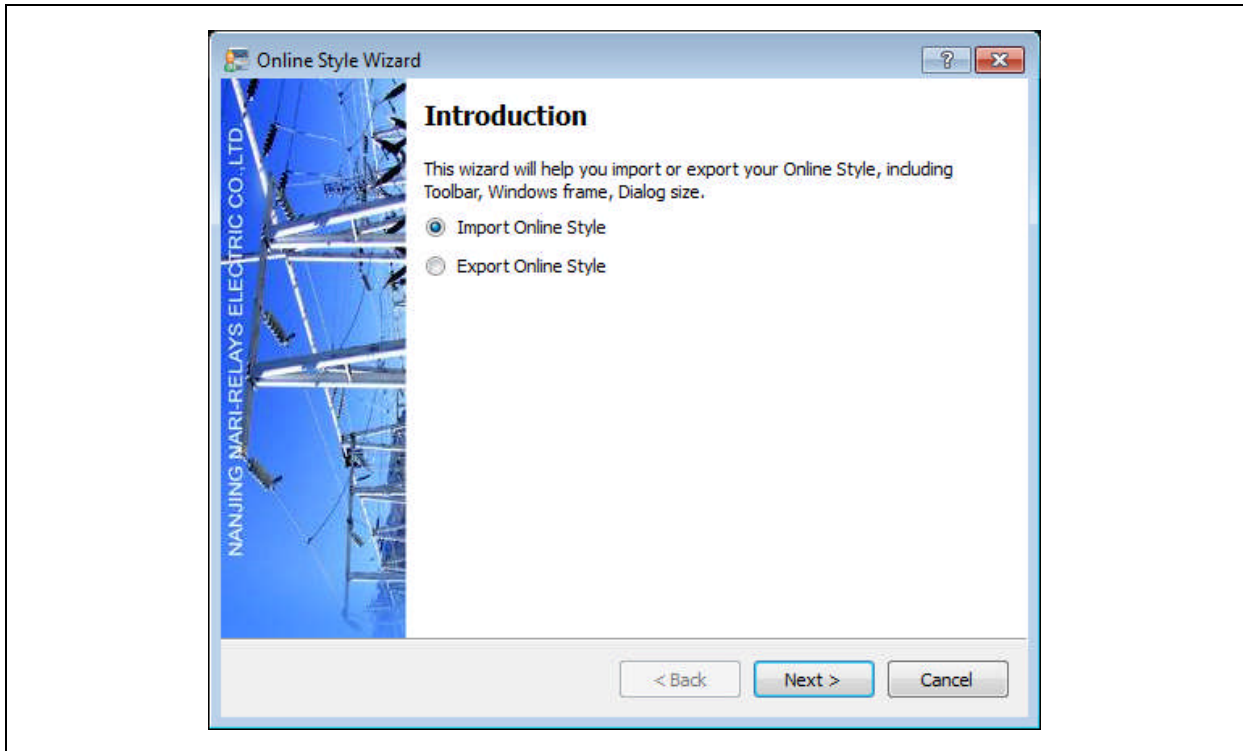 Online Style Wizard
NANJING NARI-RELAYS ELECTRIC CO.,LTD.
Introduction
This wizard will help you import or export your Online Style, including
Toolbar, Windows frame, Dialog size.
Import Online Style
Export Online Style
< Back
Next >
Cancel